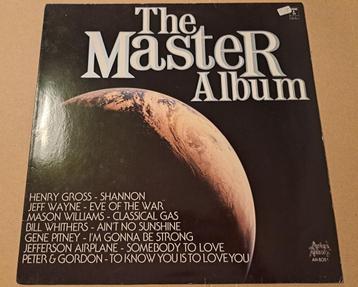 The
MasteR
Album
HENRY GROSS - SHANNON
JEFF WAYNE - EVE OF THE WAR
MASON WILLIAMS - CLASSICAL GAS
BILL WHITHERS - AIN'T NO SUNSHINE
GENE PITNEY - I'M GONNA BE STRONG
JEFFERSON AIRPLANE - SOMEBODY TO LOVE
PETER & GORDON - TO KNOW YOU IS TO LOVE YOU